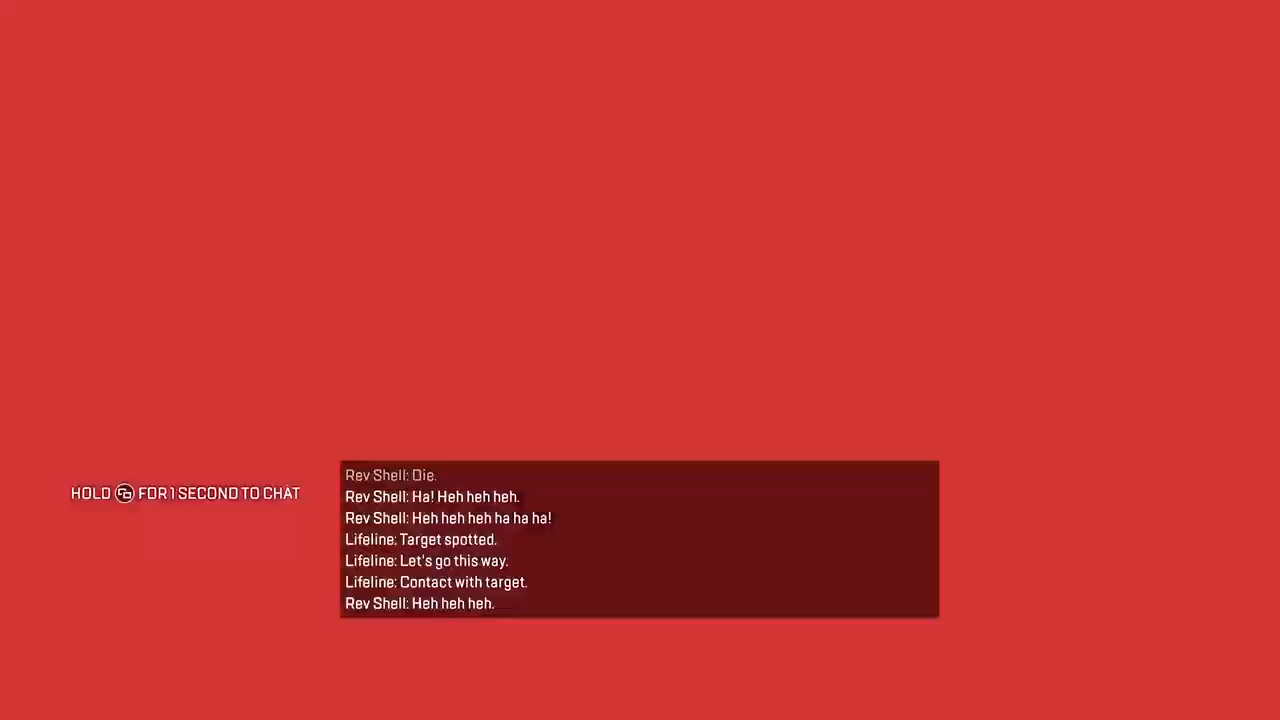 Rev Shell: Die.
HOLD FOR 1 SECOND TO CHAT
Rev Shell: Ha! Heh heh heh.
Rev Shell: Heh heh heh ha ha ha!
Lifeline: Target spotted.
Lifeline: Let's go this way.
Lifeline: Contact with target.
Rev Shell: Heh heh heh.